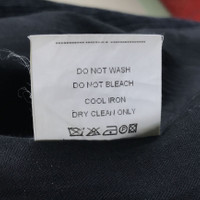 DO NOT WASH
DO NOT BLEACH
COOL IRON
DRY CLEAN ONLY